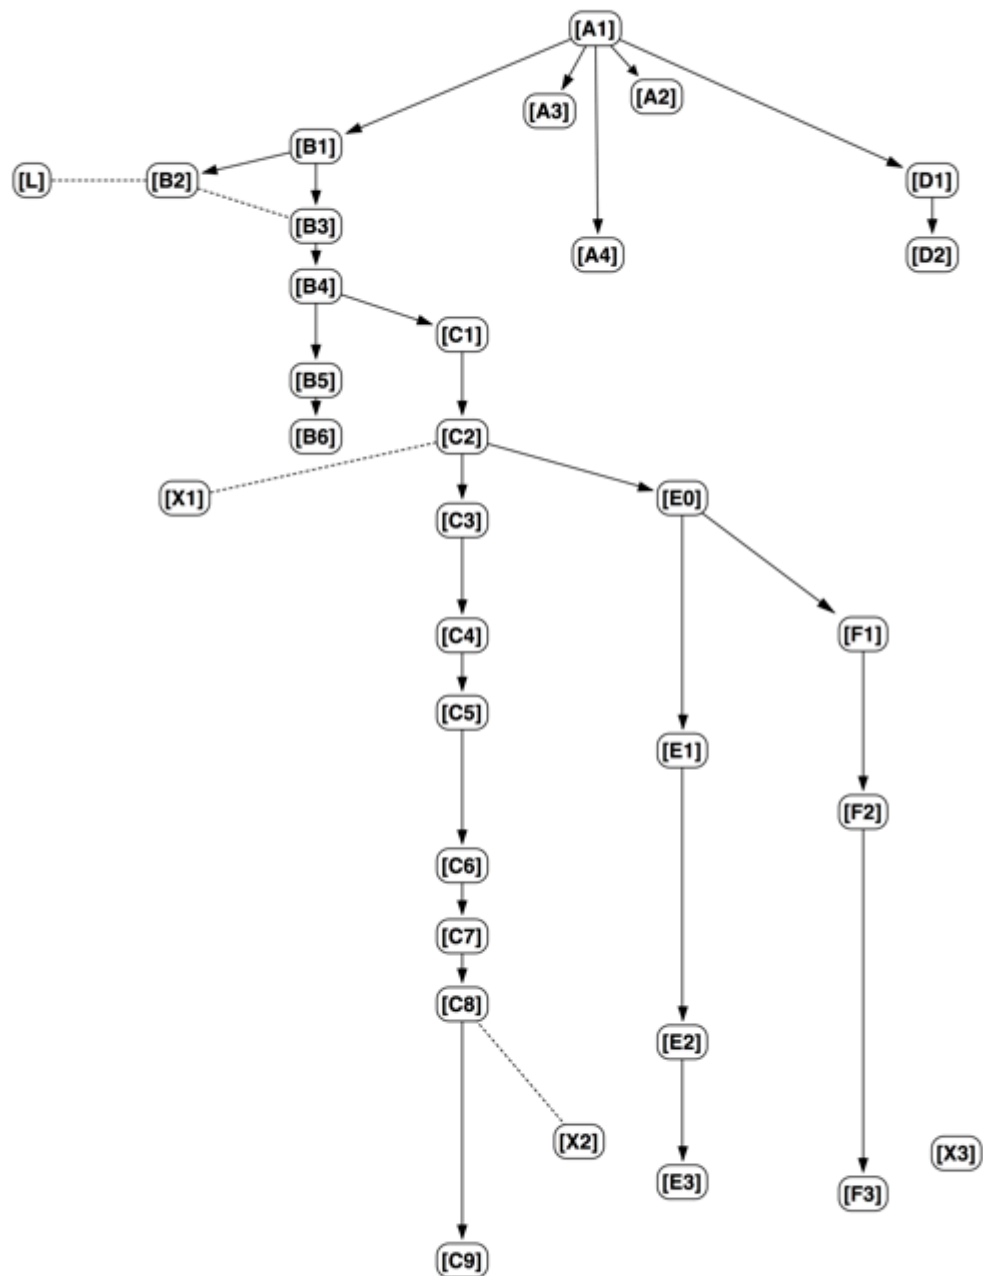 [A1]
[A2]
[A3]
[B1]
[L]
[B2]
[D1]
[B3]
[A4]
[D2]
[B4]
[C1]
[B5]
[B6]
[C2]
[X1]
[E0]
[C3]
[C4]
[F1]
[C5]
[E1]
[F2]
[C6]
[C7]
[C8]
[E2]
[X2]
[X3]
[E3]
[F3]
[C9]